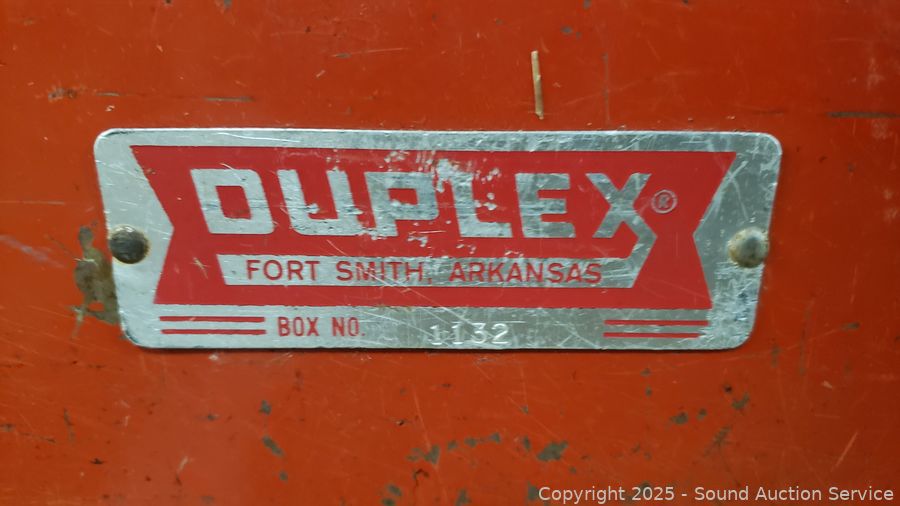 DUPLEX®
FORT SMITH, ARKANSAS
BOX NO. 1132
Copyright 2025 - Sound Auction Service